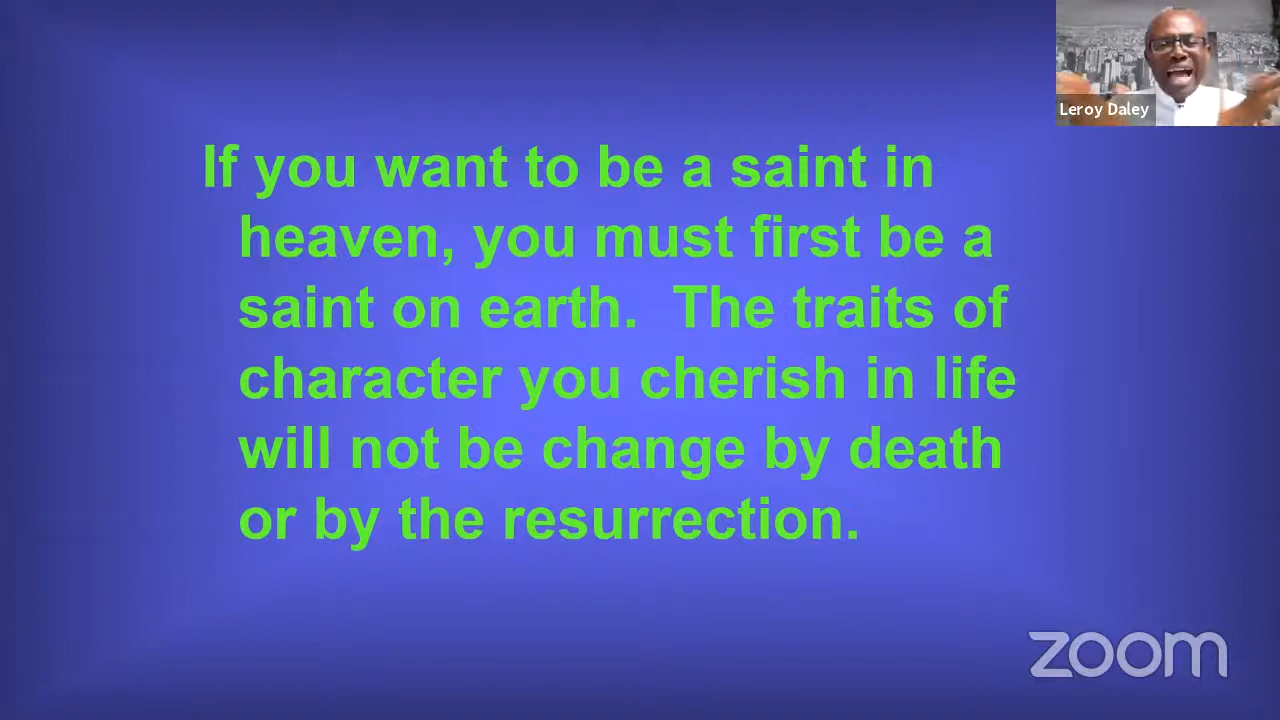 Leroy Daley
If you want to be a saint in
heaven, you must first be a
saint on earth. The traits of
character you cherish in life
will not be change by death
or by the resurrection.
zoom